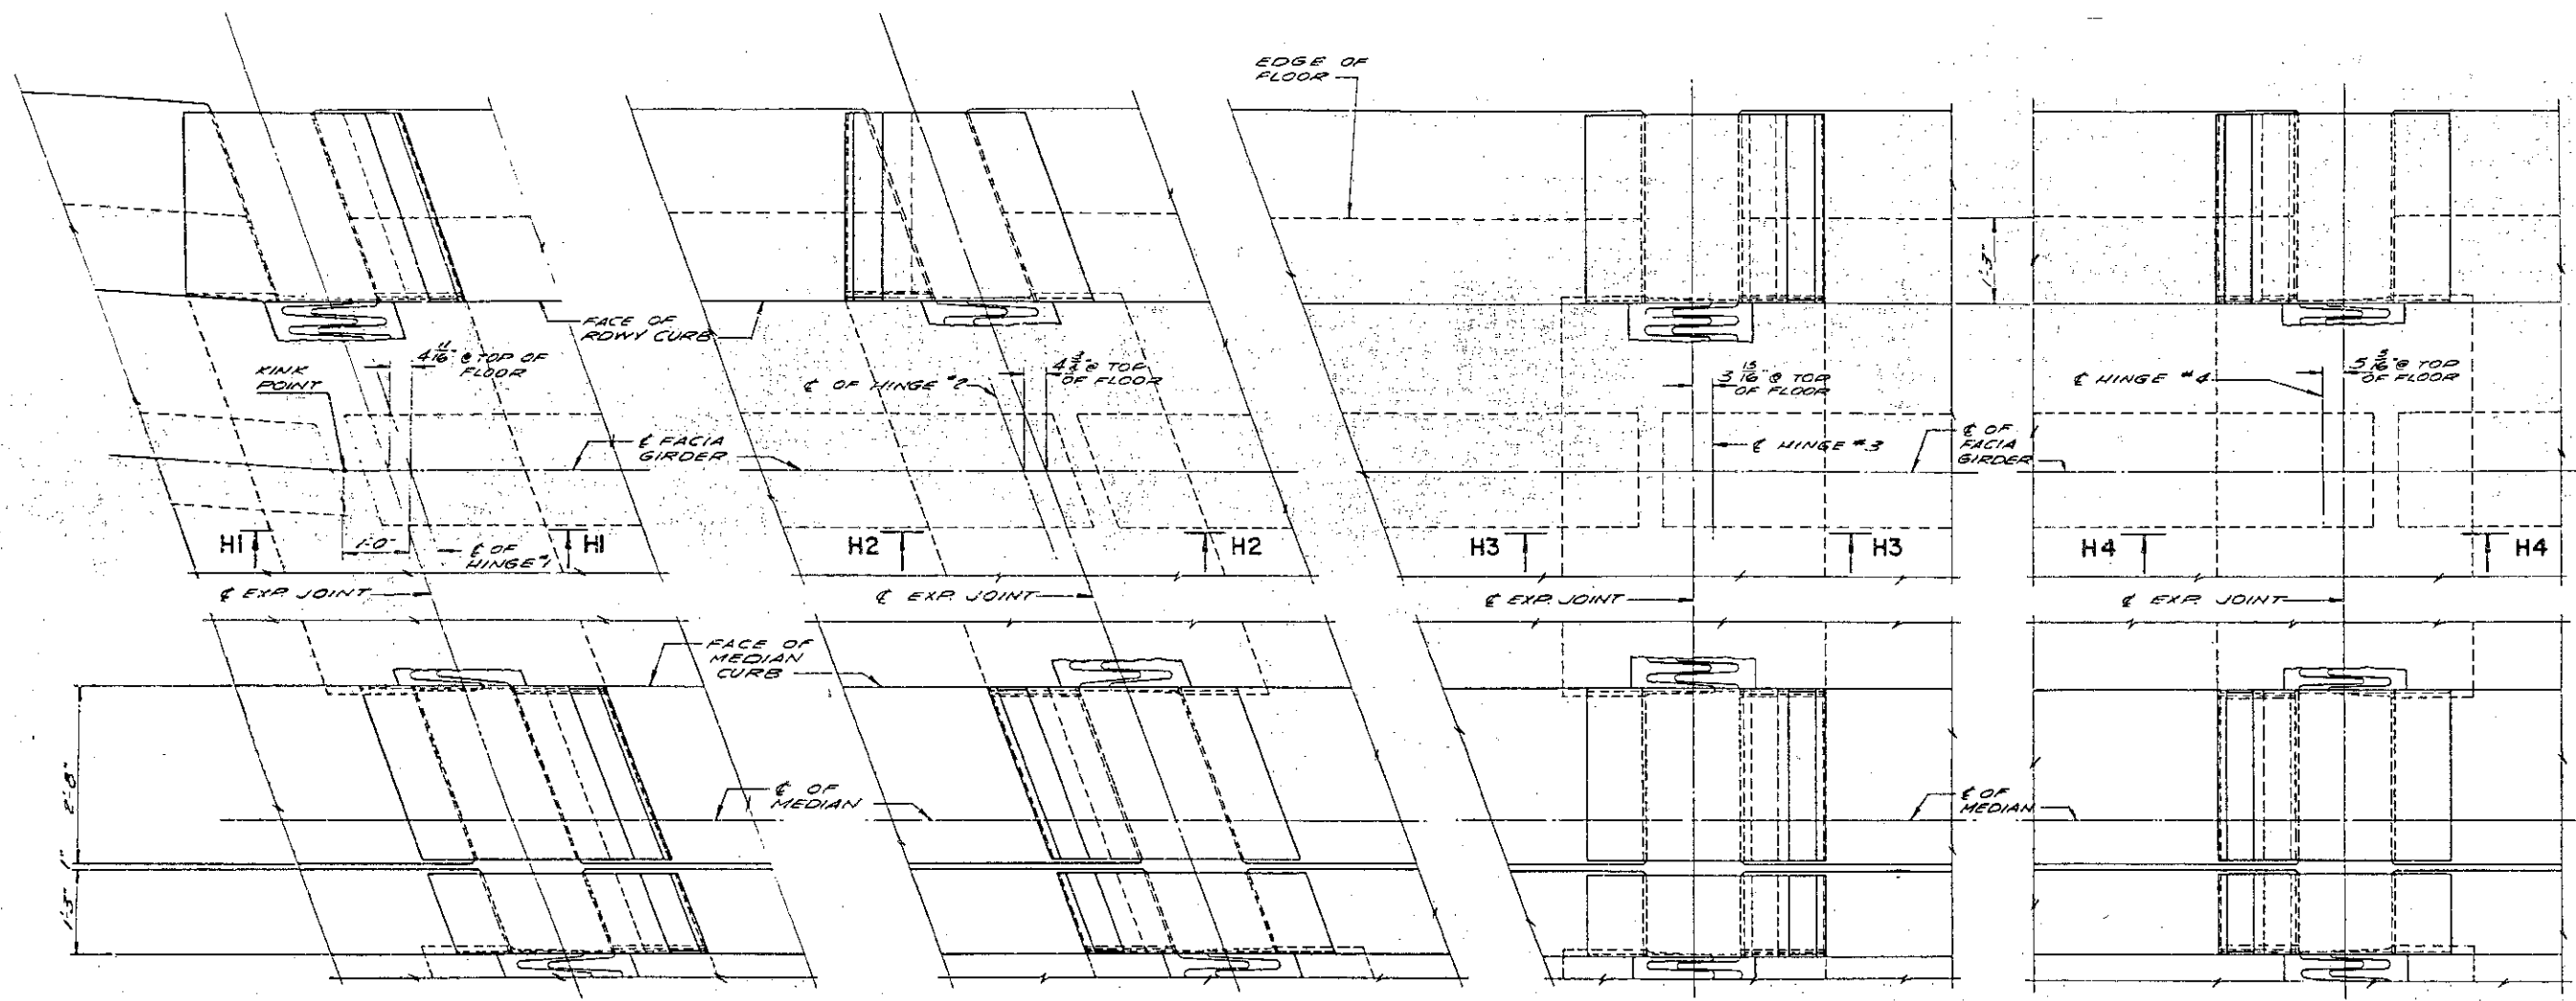 EDGE OF
FLOOR
1'-3"
FACE OF
RDWY CURB
KINK
POINT
4 11/16" @ TOP OF
FLOOR
℄ OF HINGE #2
4 3/4" @ TOP
OF FLOOR
3 15/16" @ TOP
OF FLOOR
℄ HINGE #4
5 5/16" @ TOP
OF FLOOR
℄ FACIA
GIRDER
℄ HINGE #3
℄ OF
FACIA
GIRDER
H1
1'-0"
℄ OF
HINGE #1
H1
H2
H2
H3
H3
H4
H4
℄ EXP. JOINT
℄ EXP. JOINT
℄ EXP. JOINT
℄ EXP. JOINT
FACE OF
MEDIAN
CURB
2'-8"
℄ OF
MEDIAN
℄ OF
MEDIAN
1"
1'-3"